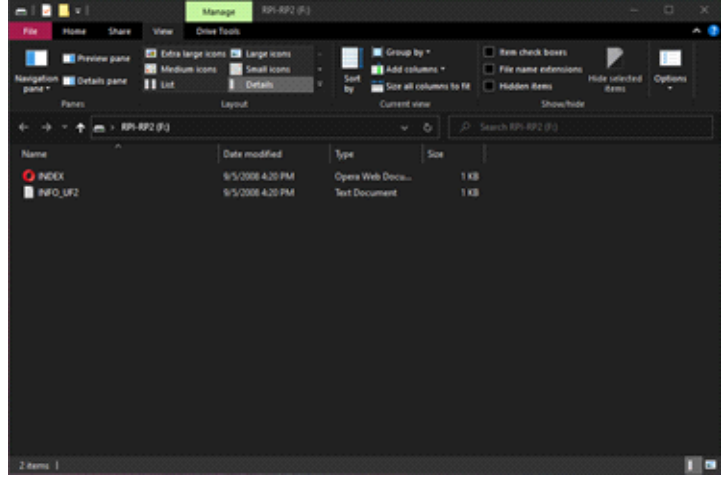 Manage RPI-RP2 (F:)
File Home Share View Drive Tools
Navigation pane
Preview pane
Details pane
Panes
Extra large icons Large icons
Medium icons Small icons
List Details
Layout
Sort by
Group by
Add columns
Size all columns to fit
Current view
Item check boxes
File name extensions
Hidden items
Hide selected items
Show/hide
Options
RPI-RP2 (F:) Search RPI-RP2 (F:)
Name Date modified Type Size
INDEX 9/5/2008 4:20 PM Opera Web Docu... 1 KB
INFO_UF2 9/5/2008 4:20 PM Text Document 1 KB
2 items